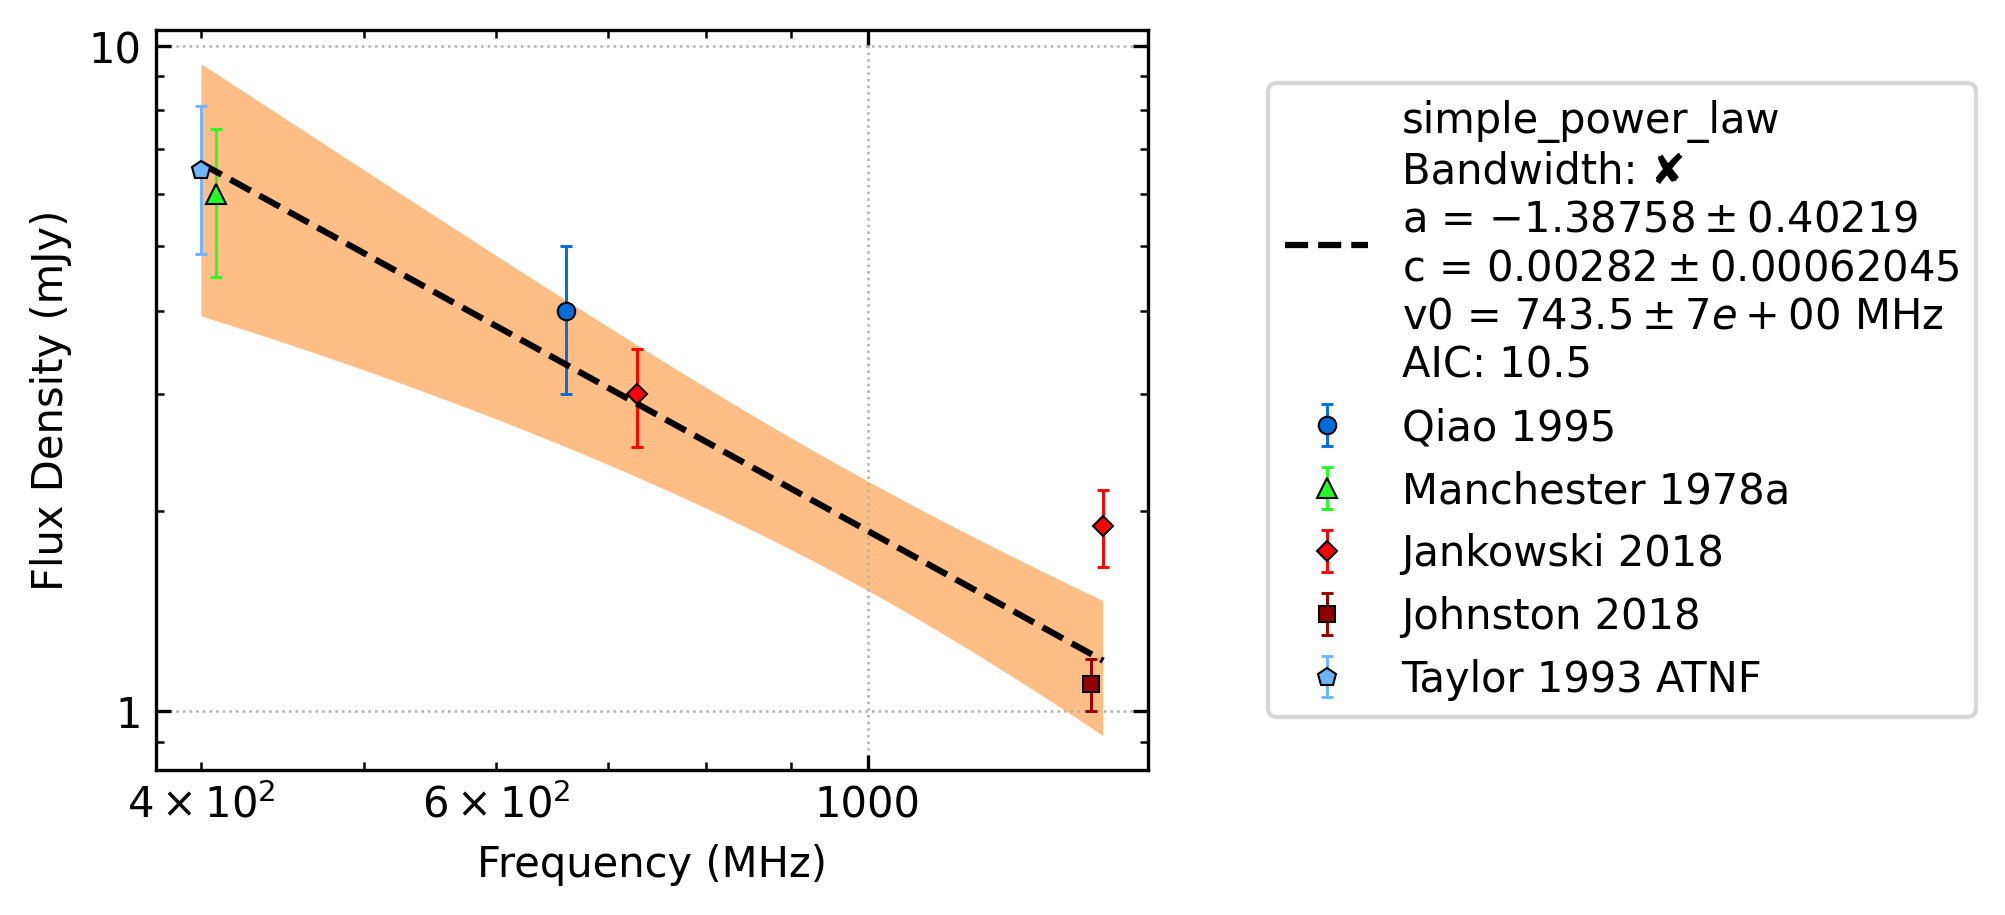 10
1
Flux Density (mJy)
4 × 10²
6 × 10²
1000
Frequency (MHz)
simple_power_law
Bandwidth: ✘
a = −1.38758 ± 0.40219
c = 0.00282 ± 0.00062045
v0 = 743.5 ± 7e + 00 MHz
AIC: 10.5
Qiao 1995
Manchester 1978a
Jankowski 2018
Johnston 2018
Taylor 1993 ATNF